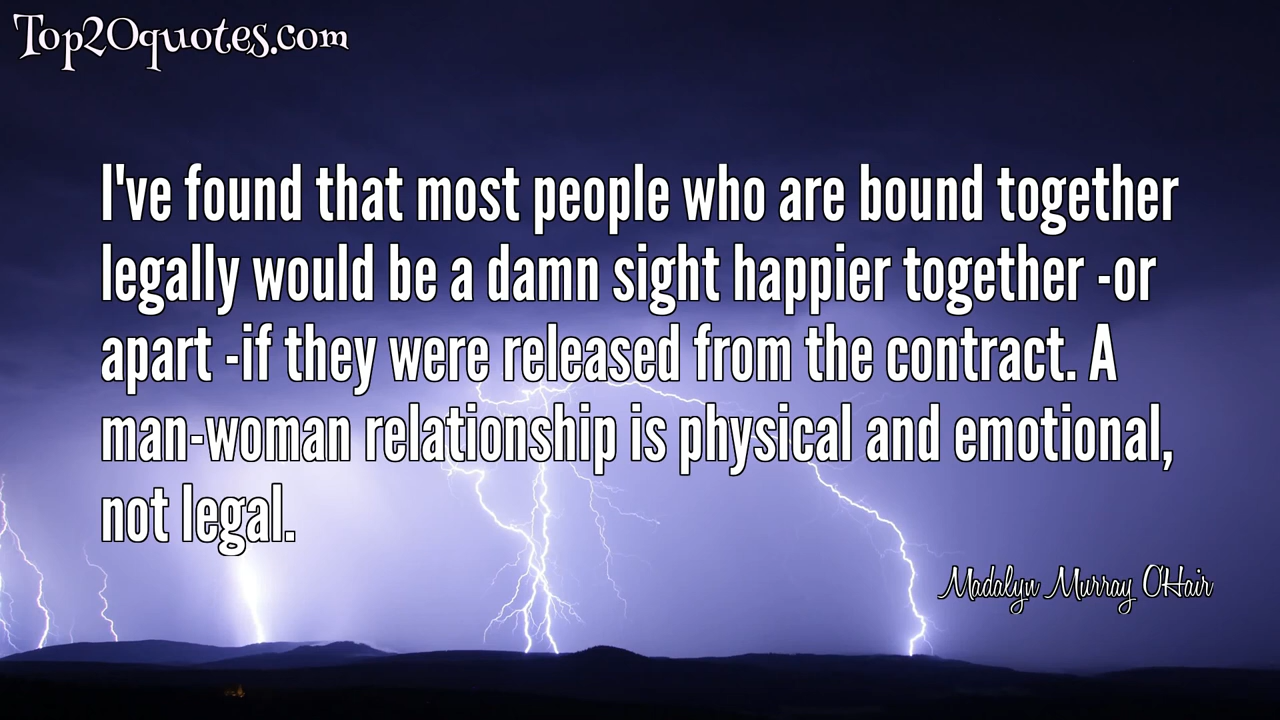 Top20quotes.com
I've found that most people who are bound together
legally would be a damn sight happier together -or
apart -if they were released from the contract. A
man-woman relationship is physical and emotional,
not legal.
Madalyn Murray OHair